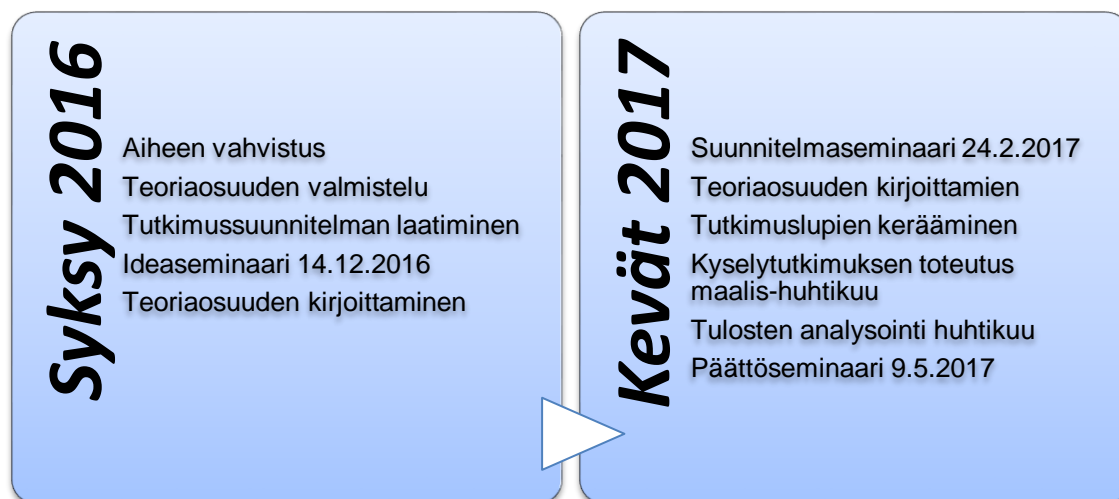 Syksy 2016
Aiheen vahvistus
Teoriaosuuden valmistelu
Tutkimussuunnitelman laatiminen
Ideaseminaari 14.12.2016
Teoriaosuuden kirjoittaminen
Kevät 2017
Suunnitelmaseminaari 24.2.2017
Teoriaosuuden kirjoittamien
Tutkimuslupien kerääminen
Kyselytutkimuksen toteutus
maalis-huhtikuu
Tulosten analysointi huhtikuu
Päättöseminaari 9.5.2017